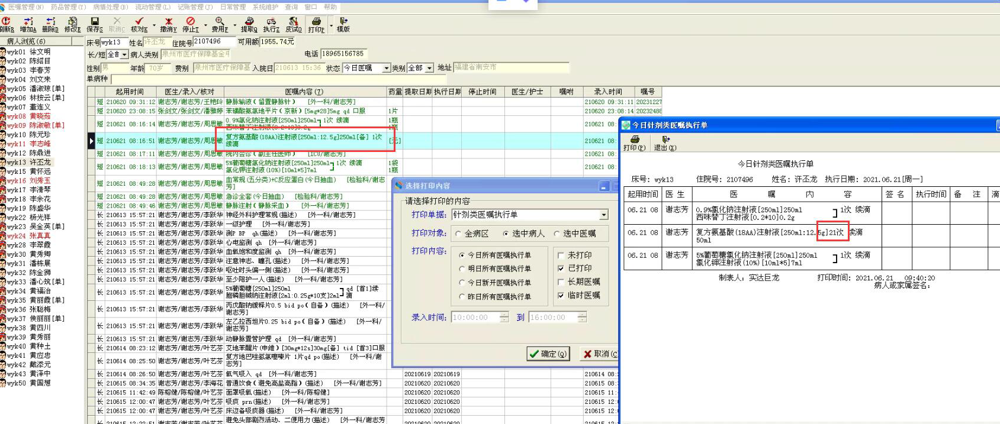 医嘱管理(N) 药品管理(Y) 病情处理(B) 流动管理(L) 记账管理(J) 日常管理 系统维护 查询 窗口 帮助
刷新R 增加A 删除D 修改E 保存S 取消C 核对K 撤消V 停止T 费用F 提取Q 执行Z 皮试O 打印P 模版
病人浏览(6)
床号 wyk13 姓名 许丕龙 住院号 2107496 可用额 1955.74元
长/短 全部 病人类别 泉州市医疗保障基金中 电话 18965156785
性别 男 年龄 70岁 费别 泉州市医疗保障基 入院日 210613 15:36 状态 今日医嘱 类别 全部 地址 福建省南安市
单病种
wyk01 徐文明
wyk02 陈绍目
wyk03 李春芳
wyk04 刘文来
wyk05 潘淑琼[单]
wyk06 林按云[单]
wyk07 董连义
wyk08 黄晓茹
wyk09 陈淑敏[单]
wyk10 陈元珍
wyk11 李志峰
wyk12 陈鼎进
wyk13 许丕龙
wyk15 黄怀远
wyk16 刘秀玉
wyk17 李清琴
wyk18 李余花
wyk19 陈盛华
wyk22 杨光祥
wyk23 吴金英[单]
wyk24 张真真
wyk28 李翠霞
wyk30 黄秀卿
wyk31 潘栋展
wyk32 陈金狮
wyk33 潘心筑[单]
wyk34 黄福治
wyk35 黄丽霞[单]
wyk36 张聪梅
wyk37 侯丽丽[单]
wyk38 黄四川
wyk39 黄秀丽
wyk40 黄种土
wyk41 黄应忠
wyk42 戴添元
wyk43 黄泽中
wyk50 黄国想
起用时间 医生/录入/核对 医嘱内容(7) 药量 提取日期 执行日期 停止时间 医生/护士 嘱咐 录入时间 嘱号
短 210620 09:31:12 谢志芳/谢志芳/王艳玲 静脉输液(留置静脉针) [外一科/谢志芳] 210620 09:31:11 20231227
短 210620 23:08:15 张剑文/张剑文/潘雅婷 苯磺酸氨氯地平片(京新)[5mg*28]5mg qd 口服 1片 210620 23:08:14 2023248
短 210621 08:16:14 谢志芳/谢志芳/周思敏 0.9%氯化钠注射液[250ml]250ml 1次 续滴 1瓶 210621 08:
西咪替丁注射液[0.2*10]0.2g 1瓶
短 210621 08:16:51 谢志芳/谢志芳/周思敏 复方氨基酸(18AA)注射液[250ml:12.5g]250ml[备] 1次 [元] 210621 08:
续滴
短 210621 08:17:11 谢志芳/谢志芳/周思敏 院内会诊(副主任医师) [ICU/谢志芳] 210621 08:
短 210621 08:18:13 谢志芳/谢志芳/周思敏 5%葡萄糖氯化钠注射液[250ml]250ml 1次 续滴 1袋 210621 08:
氯化钾注射液(10%)[10ml*5]7ml 1瓶
短 210621 08:49:28 谢志芳/谢志芳/周思敏 血常规(五分类)+C反应蛋白(今日抽血) [检验科/谢志
芳]
短 210621 08:49:28 谢志芳/谢志芳/周思敏 急诊全套(今日抽血) [检验科/谢志芳]
短 210621 08:49:46 谢志芳/谢志芳/周思敏 静脉注射(静脉采血) [外一科/谢志芳]
长 210613 15:57:21 谢志芳/谢志芳/李跃华 神经外科护理常规(描述) [外一科/谢志芳]
长 210613 15:57:21 谢志芳/谢志芳/李跃华 一级护理 [外一科/谢志芳]
长 210613 15:57:21 谢志芳/谢志芳/李跃华 测P BP qh(描述) [外一科/谢志芳]
长 210613 15:57:21 谢志芳/谢志芳/李跃华 心电监测 qh [外一科/谢志芳]
长 210613 15:57:21 谢志芳/谢志芳/李跃华 血氧饱和度监测 qh [外一科/谢志芳]
长 210613 15:57:21 谢志芳/谢志芳/李跃华 注意神志、瞳孔(描述) [外一科/谢志芳]
长 210613 15:57:21 谢志芳/谢志芳/李跃华 呕吐时头偏一侧(描述) [外一科/谢志芳]
长 210613 15:57:21 谢志芳/谢志芳/李跃华 至少陪护一人(描述) [外一科/谢志芳]
长 210613 15:57:21 谢志芳/谢志芳/李跃华 5%葡萄糖[250ml]250ml qd [首1]续
胞磷胆碱钠注射液[2ml:0.25g*10支]2ml 滴
长 210613 15:57:21 谢志芳/谢志芳/李跃华 丙戊酸钠缓释片0.5 bid po(自备)(描述) [外一科/
谢志芳]
长 210613 15:57:21 谢志芳/谢志芳/李跃华 左乙拉西坦片0.25 bid po(自备)(描述) [外一科/
谢志芳]
长 210613 15:57:21 谢志芳/谢志芳/李跃华 动静脉置管护理 qd [外一科/谢志芳]
长 210614 08:23:12 谢志芳/谢志芳/叶艺芬 艾地苯醌片(申维)[30mg*12s]30mg[备] tid [首3]口服
长 210614 08:25:50 谢志芳/谢志芳/叶艺芬 复方地巴唑氢氯噻嗪片 1片qd po(描述) [外一科/谢
志芳]
长 210614 08:26:50 谢志芳/谢志芳/叶艺芬 氧气吸入 qd [外一科/谢志芳] 20210619 20210619 210614 08:
长 210615 08:34:35 谢志芳/谢志芳/李海花 普通饮食(避免高盐高脂)(描述) [外一科/谢志芳] 20210620 20210620 210615 08:
长 210615 11:42:49 陈榕健/陈榕健/叶艺芬 面罩吸氧(描述) [外一科/陈榕健] 20210620 20210620 210615 11:
长 210615 12:00:47 谢志芳/谢志芳/叶艺芬 吸痰 prn(描述) [外一科/谢志芳] 20210620 20210620 210615 12:
长 210615 12:00:47 谢志芳/谢志芳/叶艺芬 床边备吸痰器(描述) [外一科/谢志芳] 20210620 20210620 210615 12:
避免头部剧烈活动、二便用力(描述) [外一科/谢志芳
选择打印内容
请选择打印的内容
打印单据: 针剂类医嘱执行单
打印对象: 全病区 选中病人 选中医嘱
打印内容: 今日所有医嘱执行单 未打印
明日所有医嘱执行单 已打印
今日新开医嘱执行单 长期医嘱
昨日所有医嘱执行单 临时医嘱
录入时间: 10:00:00 到 16:00:00
确定(O) 取消(C
今日针剂类医嘱执行单
打印(P) 退出(X)
今日针剂类医嘱执行单
床号: wyk13 住院号: 2107496 姓名: 许丕龙 执行日期: 2021.06.21[周一]
起用时间 医生 医 嘱 内 容 签名 执行时间 备 注 滴
06.21 08 谢志芳 0.9%氯化钠注射液[250ml]250ml 1次 续滴
西咪替丁注射液[0.2*10]0.2g
06.21 08 谢志芳 复方氨基酸(18AA)注射液[250ml:12.5g]21次 续滴
50ml
06.21 08 谢志芳 5%葡萄糖氯化钠注射液[250ml]250ml 1次 续滴
氯化钾注射液(10%)[10ml*5]7ml
制表人: 实达巨龙 打印时间: 2021.06.21 09:40:20
病人或家属签名: